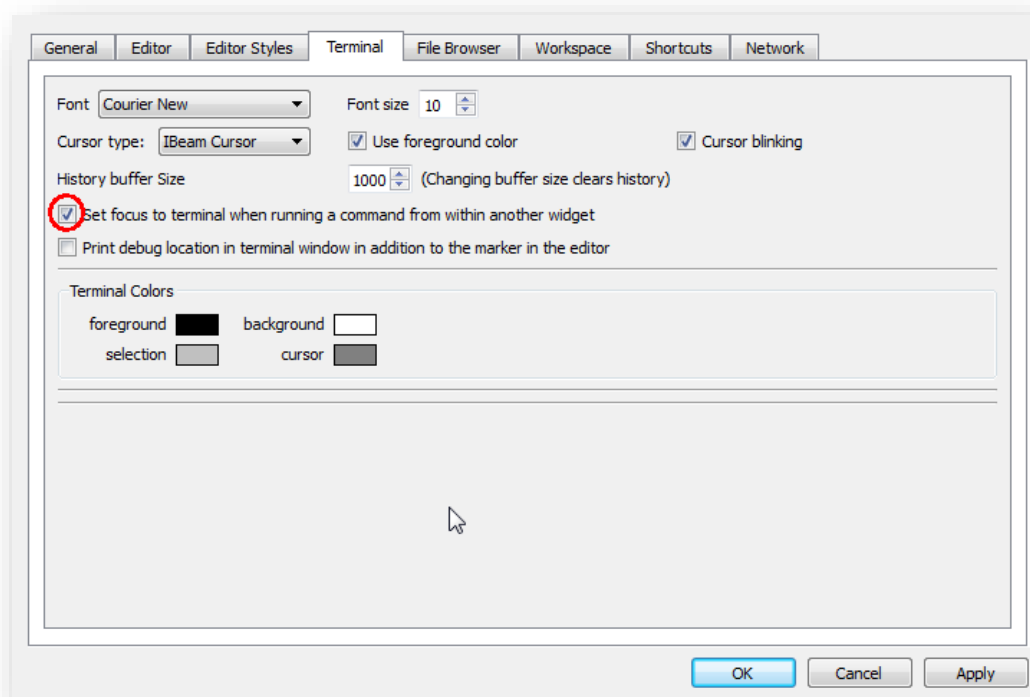 General Editor Editor Styles Terminal File Browser Workspace Shortcuts Network
Font Courier New Font size 10
Cursor type: IBeam Cursor Use foreground color Cursor blinking
History buffer Size 1000 (Changing buffer size clears history)
Set focus to terminal when running a command from within another widget
Print debug location in terminal window in addition to the marker in the editor
Terminal Colors
foreground background
selection cursor
OK Cancel Apply